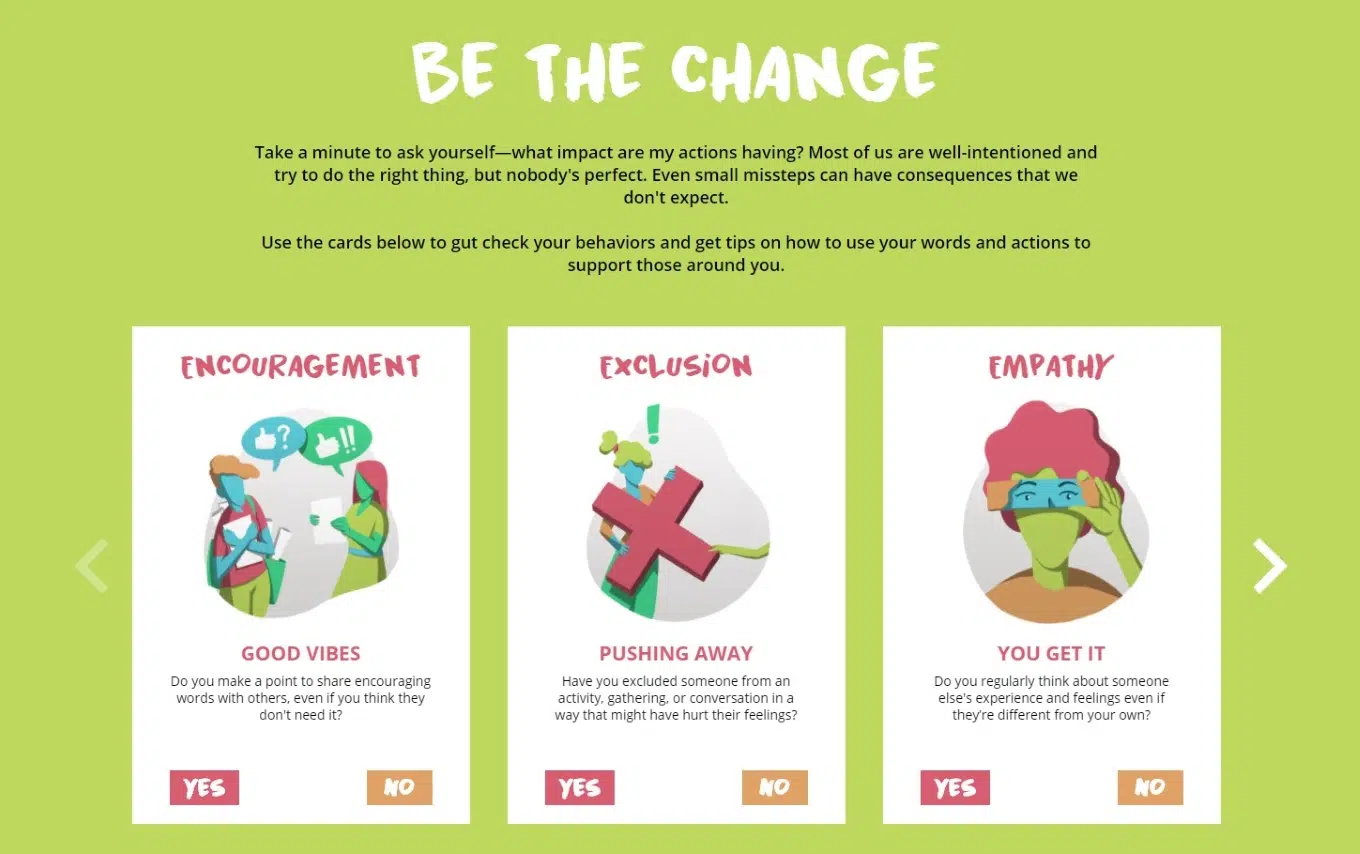 BE THE CHANGE
Take a minute to ask yourself—what impact are my actions having? Most of us are well-intentioned and
try to do the right thing, but nobody's perfect. Even small missteps can have consequences that we
don't expect.
Use the cards below to gut check your behaviors and get tips on how to use your words and actions to
support those around you.
ENCOURAGEMENT
?
!!
GOOD VIBES
Do you make a point to share encouraging
words with others, even if you think they
don't need it?
YES
NO
EXCLUSiON
!
PUSHING AWAY
Have you excluded someone from an
activity, gathering, or conversation in a
way that might have hurt their feelings?
YES
NO
EMPATHY
YOU GET IT
Do you regularly think about someone
else's experience and feelings even if
they're different from your own?
YES
NO